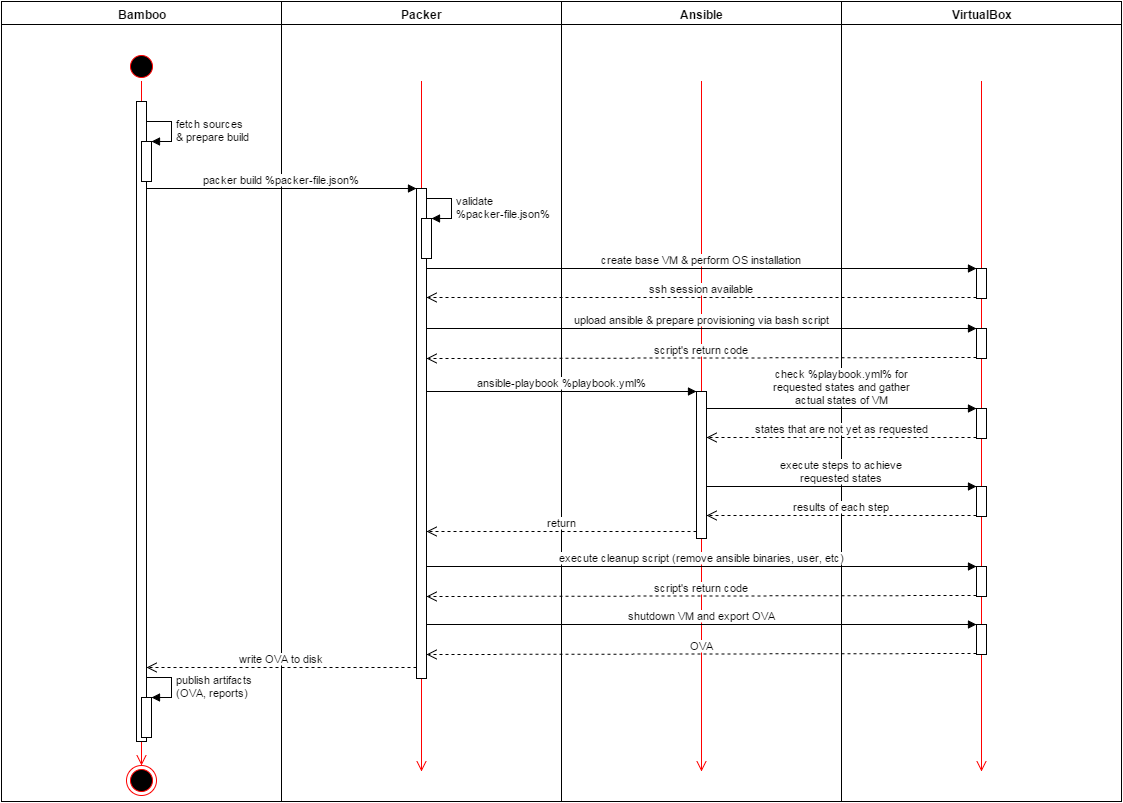 Bamboo
Packer
Ansible
VirtualBox
fetch sources
& prepare build
packer build %packer-file.json%
validate
%packer-file.json%
create base VM & perform OS installation
ssh session available
upload ansible & prepare provisioning via bash script
script's return code
ansible-playbook %playbook.yml%
check %playbook.yml% for
requested states and gather
actual states of VM
states that are not yet as requested
execute steps to achieve
requested states
results of each step
return
execute cleanup script (remove ansible binaries, user, etc)
script's return code
shutdown VM and export OVA
OVA
write OVA to disk
publish artifacts
(OVA, reports)